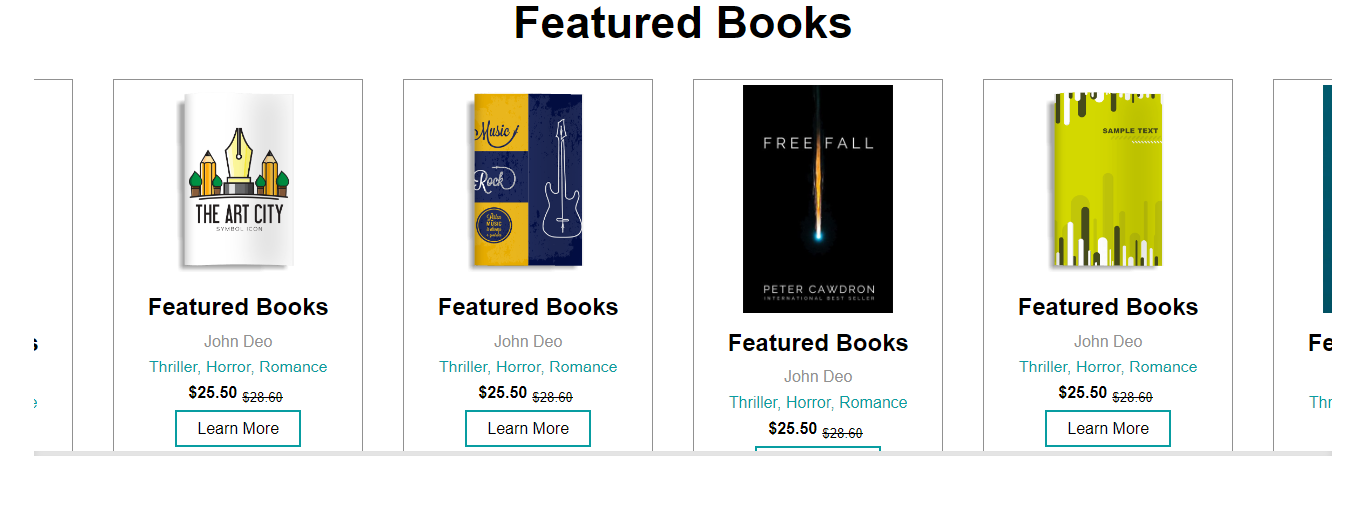 Featured Books
THE ART CITY
SYMBOL ICON
Featured Books
John Deo
Thriller, Horror, Romance
$25.50 $28.60
Learn More
Music
Rock
Featured Books
John Deo
Thriller, Horror, Romance
$25.50 $28.60
Learn More
FREE FALL
PETER CAWDRON
INTERNATIONAL BEST SELLER
Featured Books
John Deo
Thriller, Horror, Romance
$25.50 $28.60
SAMPLE TEXT
Featured Books
John Deo
Thriller, Horror, Romance
$25.50 $28.60
Learn More